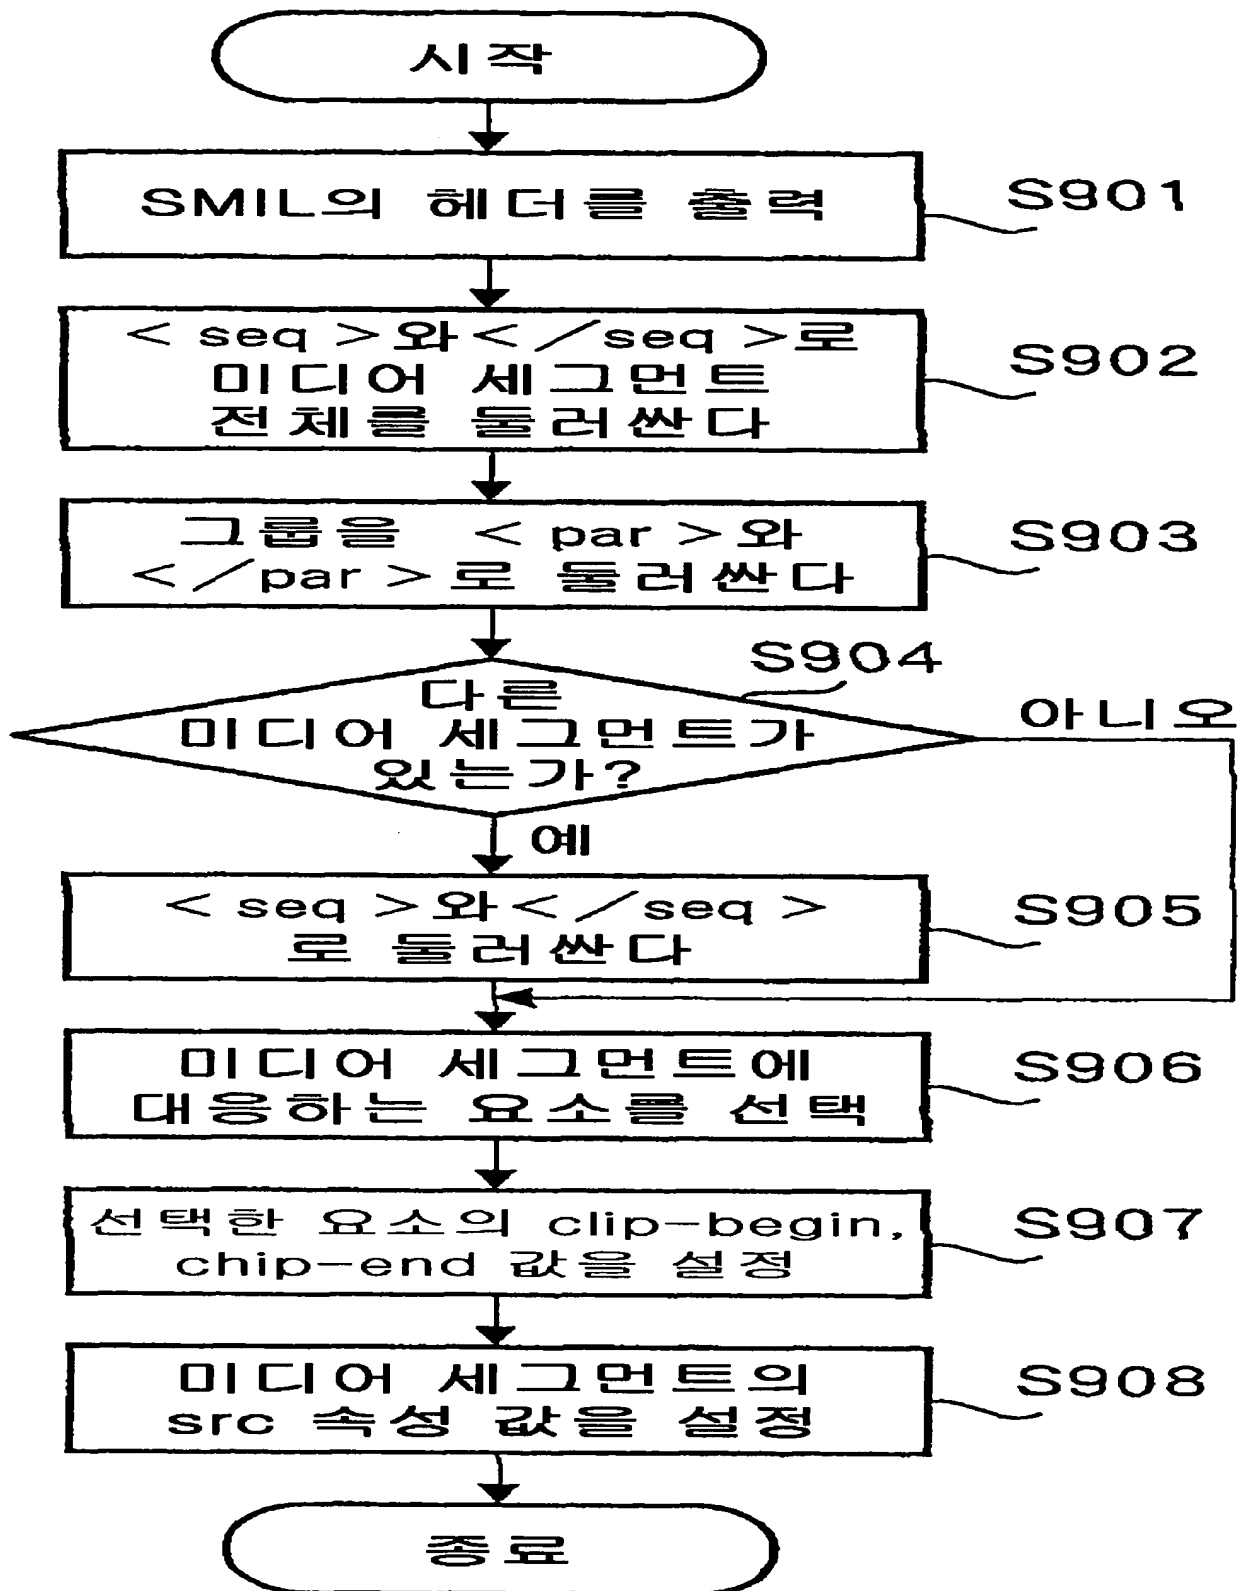 시작
SMIL의 헤더를 출력
S901
< seq >와</seq >로
미디어 세그먼트
전체를 둘러싼다
S902
그룹을 < par >와
</par >로 둘러싼다
S903
S904
다른
미디어 세그먼트가
있는가?
아니오
예
< seq >와</seq >
로 둘러싼다
S905
미디어 세그먼트에
대응하는 요소를 선택
S906
선택한 요소의 clip-begin,
chip-end 값을 설정
S907
미디어 세그먼트의
src 속성 값을 설정
S908
종료